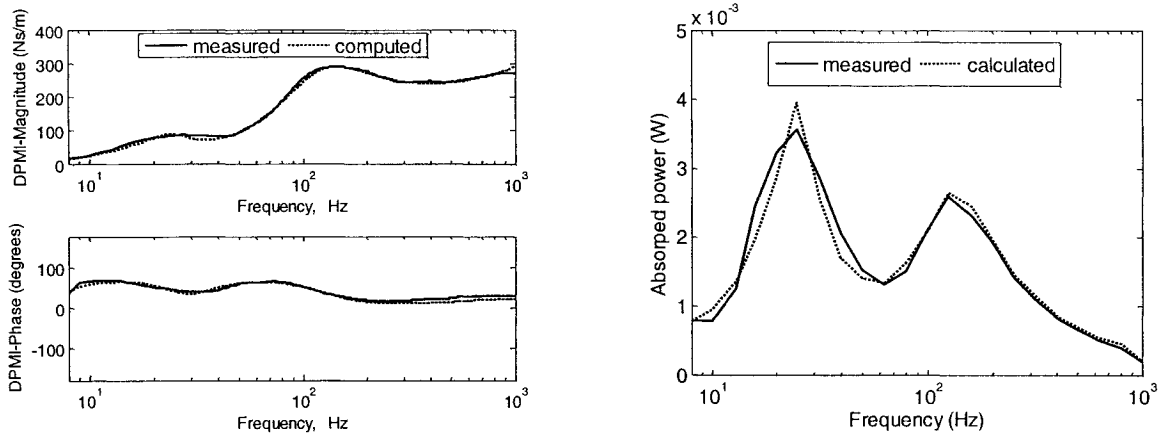 DPMI-Magnitude (Ns/m)
400
300
200
100
0
measured computed
10^1 10^2 10^3
Frequency, Hz
DPMI-Phase (degrees)
100
0
-100
10^1 10^2 10^3
Frequency, Hz
x 10^-3
Absorped power (W)
5
4
3
2
1
0
measured calculated
10^1 10^2 10^3
Frequency (Hz)